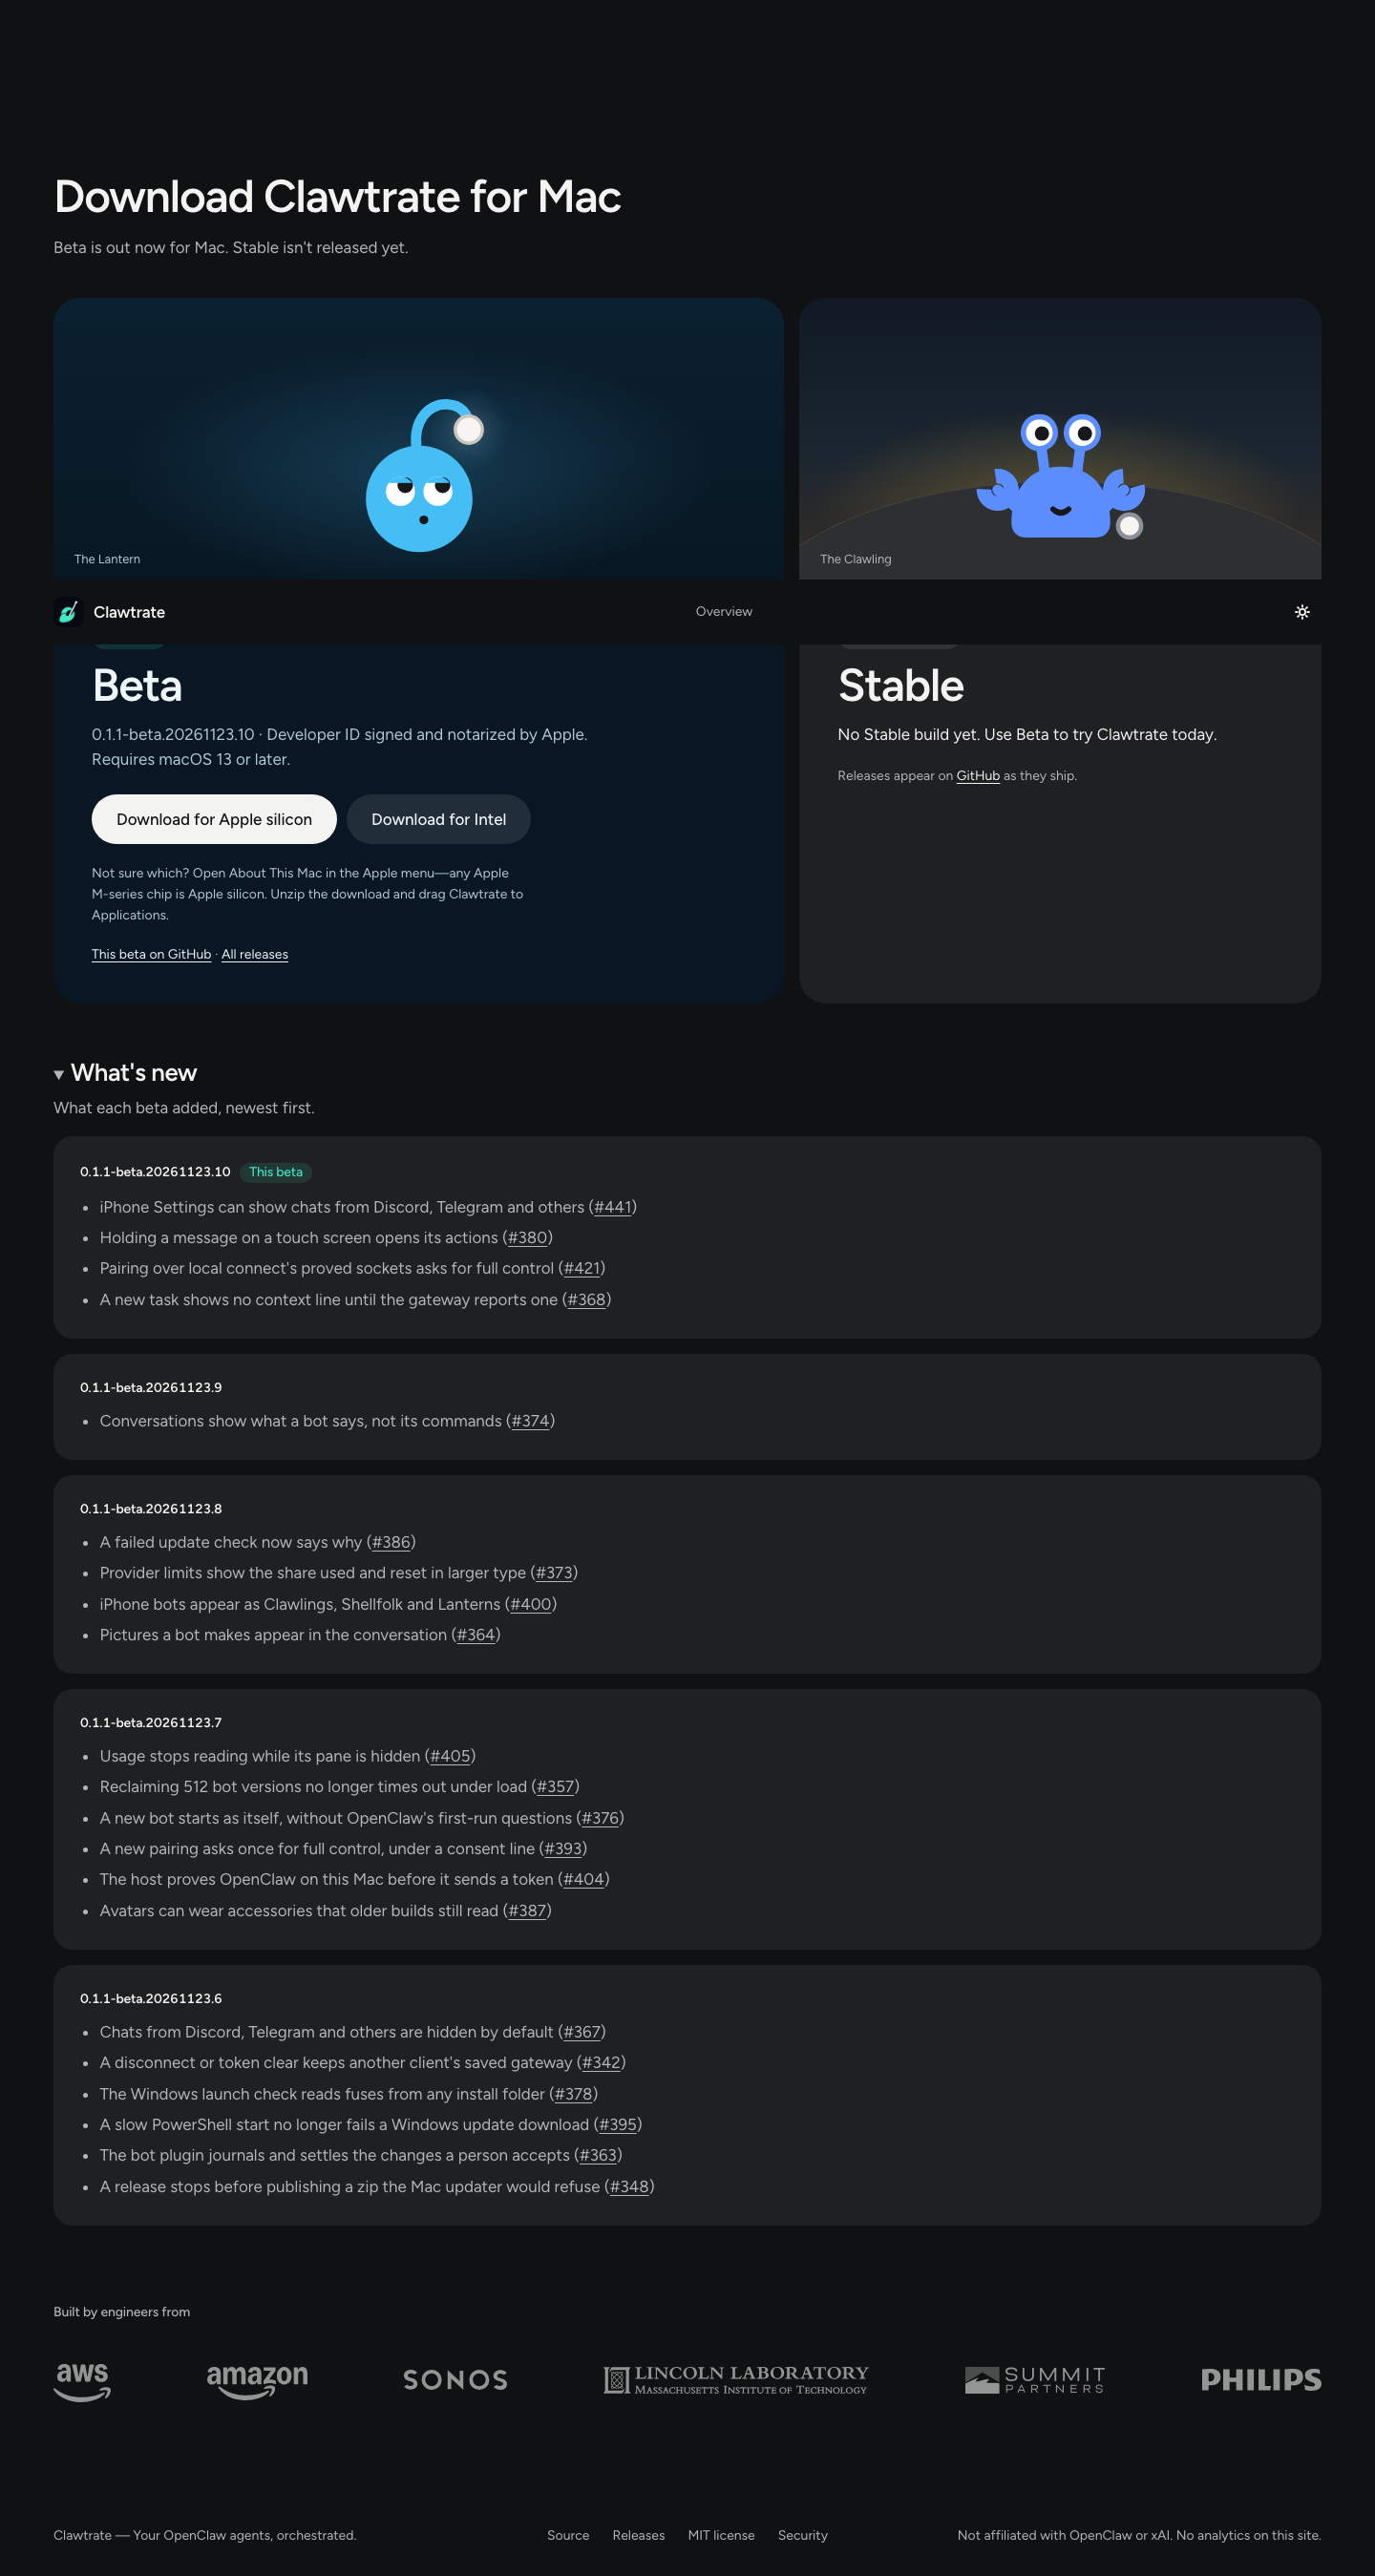 Download Clawtrate for Mac
Beta is out now for Mac. Stable isn't released yet.
The Lantern
The Clawling
Clawtrate
Overview
Beta
0.1.1-beta.20261123.10 · Developer ID signed and notarized by Apple.
Requires macOS 13 or later.
Download for Apple silicon
Download for Intel
Not sure which? Open About This Mac in the Apple menu—any Apple
M-series chip is Apple silicon. Unzip the download and drag Clawtrate to
Applications.
This beta on GitHub · All releases
Stable
No Stable build yet. Use Beta to try Clawtrate today.
Releases appear on GitHub as they ship.
What's new
What each beta added, newest first.
0.1.1-beta.20261123.10 This beta
• iPhone Settings can show chats from Discord, Telegram and others (#441)
• Holding a message on a touch screen opens its actions (#380)
• Pairing over local connect's proved sockets asks for full control (#421)
• A new task shows no context line until the gateway reports one (#368)
0.1.1-beta.20261123.9
• Conversations show what a bot says, not its commands (#374)
0.1.1-beta.20261123.8
• A failed update check now says why (#386)
• Provider limits show the share used and reset in larger type (#373)
• iPhone bots appear as Clawlings, Shellfolk and Lanterns (#400)
• Pictures a bot makes appear in the conversation (#364)
0.1.1-beta.20261123.7
• Usage stops reading while its pane is hidden (#405)
• Reclaiming 512 bot versions no longer times out under load (#357)
• A new bot starts as itself, without OpenClaw's first-run questions (#376)
• A new pairing asks once for full control, under a consent line (#393)
• The host proves OpenClaw on this Mac before it sends a token (#404)
• Avatars can wear accessories that older builds still read (#387)
0.1.1-beta.20261123.6
• Chats from Discord, Telegram and others are hidden by default (#367)
• A disconnect or token clear keeps another client's saved gateway (#342)
• The Windows launch check reads fuses from any install folder (#378)
• A slow PowerShell start no longer fails a Windows update download (#395)
• The bot plugin journals and settles the changes a person accepts (#363)
• A release stops before publishing a zip the Mac updater would refuse (#348)
Built by engineers from
aws
amazon
SONOS
LINCOLN LABORATORY
MASSACHUSETTS INSTITUTE OF TECHNOLOGY
SUMMIT
PARTNERS
PHILIPS
Clawtrate — Your OpenClaw agents, orchestrated.
Source
Releases
MIT license
Security
Not affiliated with OpenClaw or xAI. No analytics on this site.